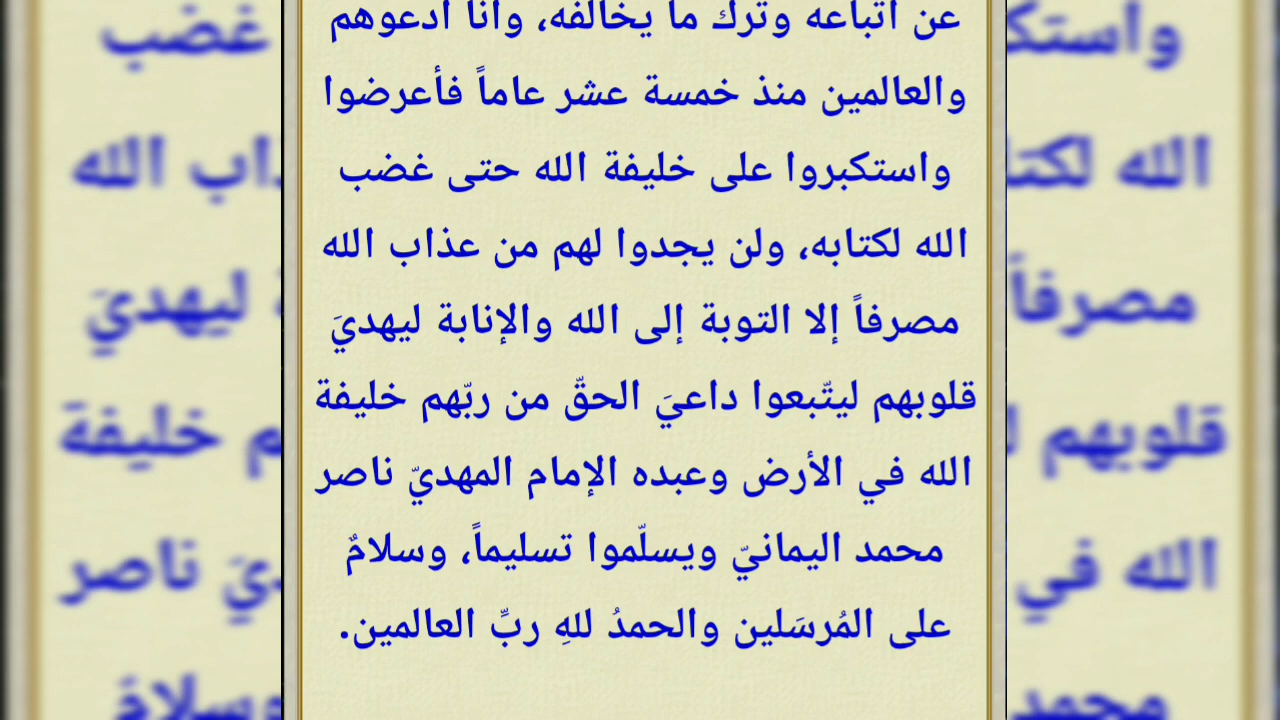 عن اتباعه وترك ما يخالفه، وأنا أدعوهم
والعالمين منذ خمسة عشر عاماً فأعرضوا
واستكبروا على خليفة الله حتى غضب
الله لكتابه، ولن يجدوا لهم من عذاب الله
مصرفاً إلا التوبة إلى الله والإنابة ليهديَ
قلوبهم ليتّبعوا داعيَ الحقّ من ربّهم خليفة
الله في الأرض وعبده الإمام المهديّ ناصر
محمد اليمانيّ ويسلّموا تسليماً، وسلامٌ
على المُرسَلين والحمدُ للهِ ربِّ العالمين.